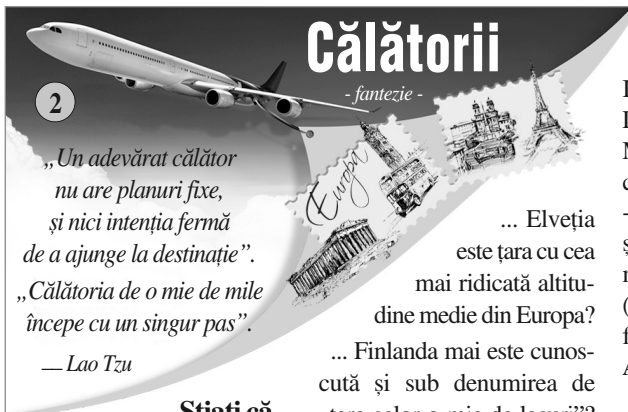 Călătorii
- fantezie -
2
„Un adevărat călător
nu are planuri fixe,
și nici intenția fermă
de a ajunge la destinație”.
„Călătoria de o mie de mile
începe cu un singur pas”.
— Lao Tzu
Europa
Știați că
... Elveția
este țara cu cea
mai ridicată altitu-
dine medie din Europa?
... Finlanda mai este cunos-
cută și sub denumirea de